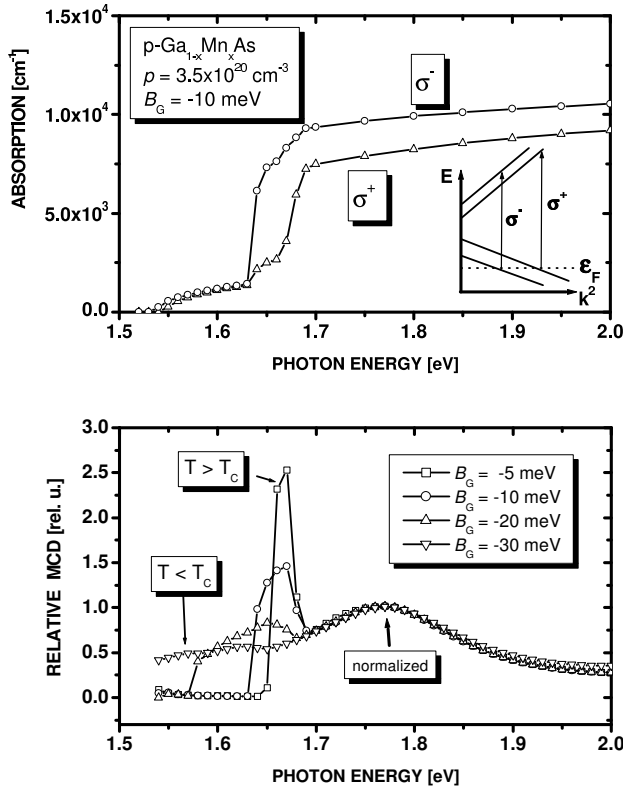 p-Ga1-xMnxAs
p = 3.5x10^20 cm^-3
BG = -10 meV
σ-
σ+
ABSORPTION [cm^-1]
1.5x10^4
1.0x10^4
5.0x10^3
0.0
1.5 1.6 1.7 1.8 1.9 2.0
PHOTON ENERGY [eV]
E
σ-
σ+
εF
k^2
RELATIVE MCD [rel. u.]
3.0
2.5
2.0
1.5
1.0
0.5
0.0
T > TC
T < TC
normalized
BG = -5 meV
BG = -10 meV
BG = -20 meV
BG = -30 meV
1.5 1.6 1.7 1.8 1.9 2.0
PHOTON ENERGY [eV]